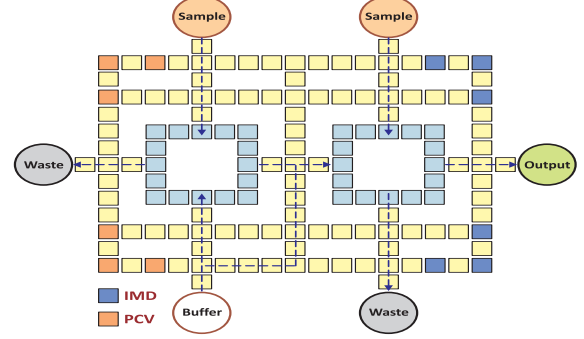 Sample
Sample
Waste
Output
IMD
PCV
Buffer
Waste